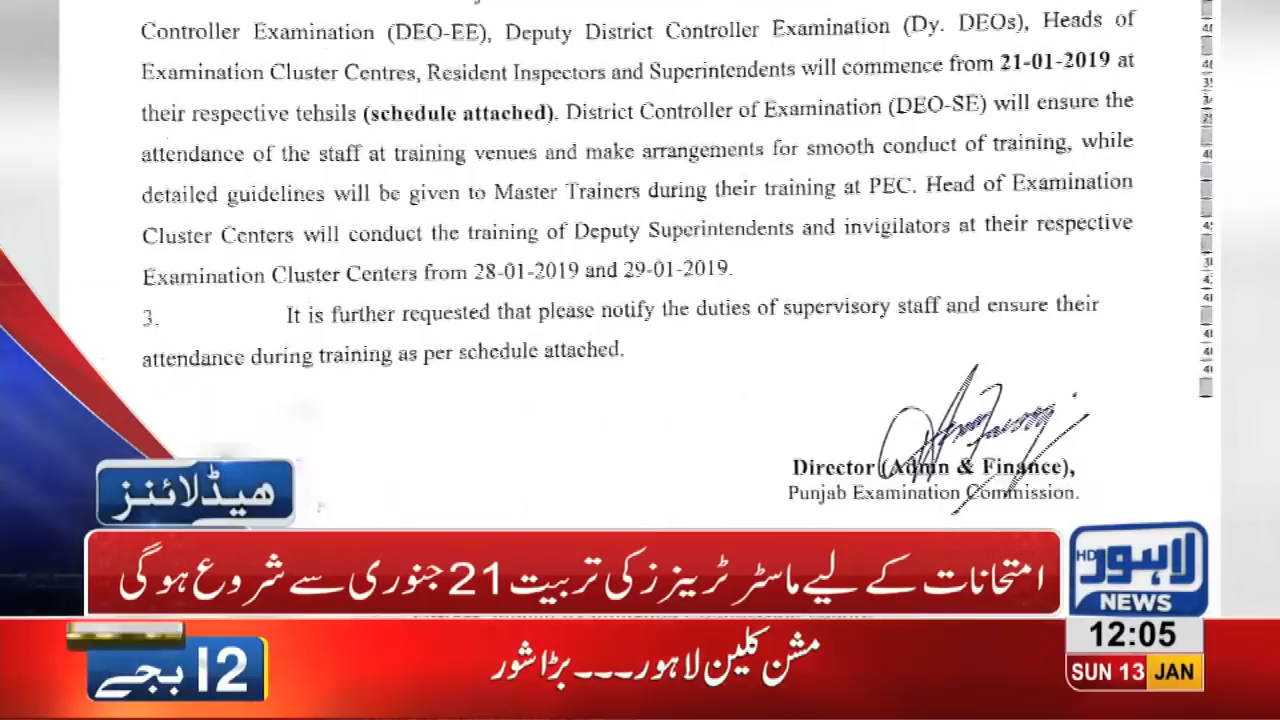 Controller Examination (DEO-EE), Deputy District Controller Examination (Dy. DEOs), Heads of
Examination Cluster Centres, Resident Inspectors and Superintendents will commence from 21-01-2019 at
their respective tehsils (schedule attached). District Controller of Examination (DEO-SE) will ensure the
attendance of the staff at training venues and make arrangements for smooth conduct of training, while
detailed guidelines will be given to Master Trainers during their training at PEC. Head of Examination
Cluster Centers will conduct the training of Deputy Superintendents and invigilators at their respective
Examination Cluster Centers from 28-01-2019 and 29-01-2019.
3. It is further requested that please notify the duties of supervisory staff and ensure their
attendance during training as per schedule attached.
Director (Admn & Finance),
Punjab Examination Commission.
ہیڈلائنز
امتحانات کے لیے ماسٹر ٹرینرز کی تربیت 21 جنوری سے شروع ہوگی
لاہور HD
NEWS
12:05
SUN 13 JAN
12 بجے
مشن کلین لاہور۔۔۔ بڑا شور